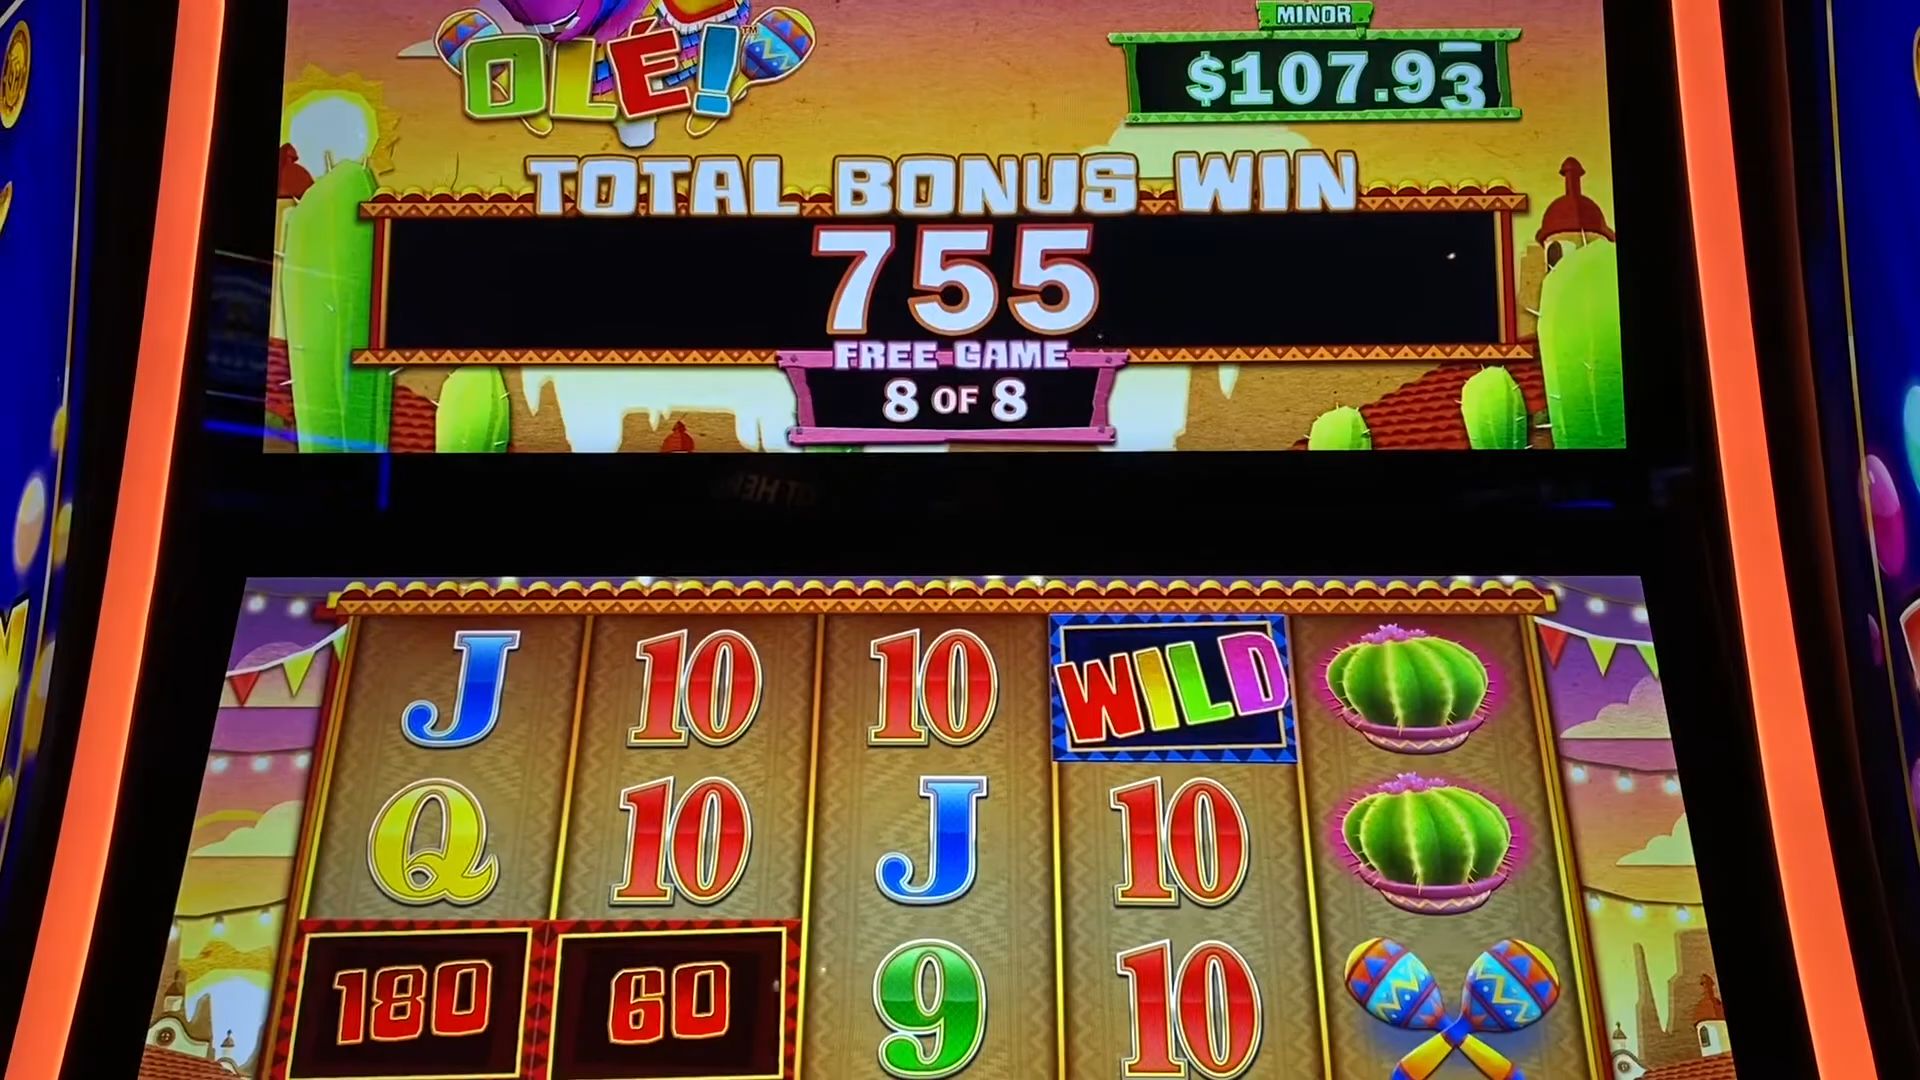 OLÉ!™
MINOR
$107.93
TOTAL BONUS WIN
755
FREE GAME
8 OF 8
J 10 10 WILD
Q 10 J 10
180 60 9 10